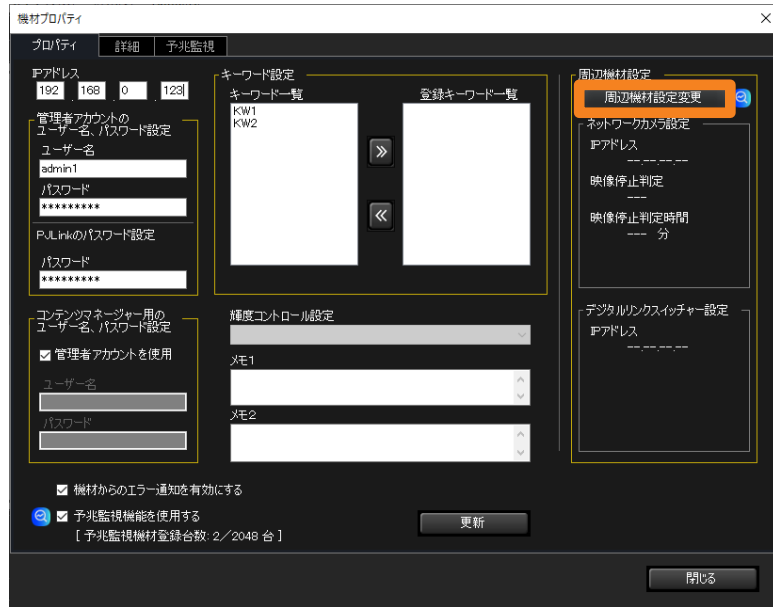 機材プロパティ
プロパティ
詳細
予兆監視
IPアドレス
192 . 168 . 0 . 123
管理者アカウントの
ユーザー名、パスワード設定
ユーザー名
admin1
パスワード
*********
PJLinkのパスワード設定
パスワード
*********
コンテンツマネージャー用の
ユーザー名、パスワード設定
管理者アカウントを使用
ユーザー名
パスワード
キーワード設定
キーワード一覧
KW1
KW2
登録キーワード一覧
輝度コントロール設定
メモ1
メモ2
周辺機材設定
周辺機材設定変更
ネットワークカメラ設定
IPアドレス
--.--.--.--
映像停止判定
---
映像停止判定時間
--- 分
デジタルリンクスイッチャー設定
IPアドレス
--.--.--.--
機材からのエラー通知を有効にする
予兆監視機能を使用する
[ 予兆監視機材登録台数: 2/2048 台 ]
更新
閉じる